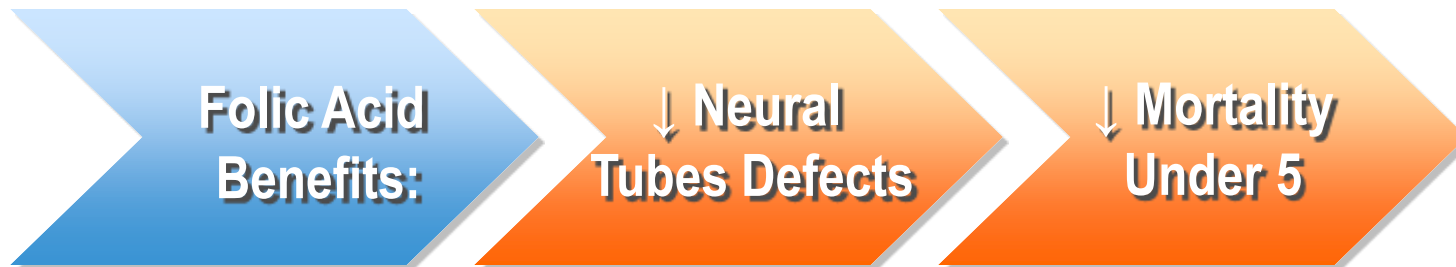 Folic Acid
Benefits:
↓ Neural
Tubes Defects
↓ Mortality
Under 5